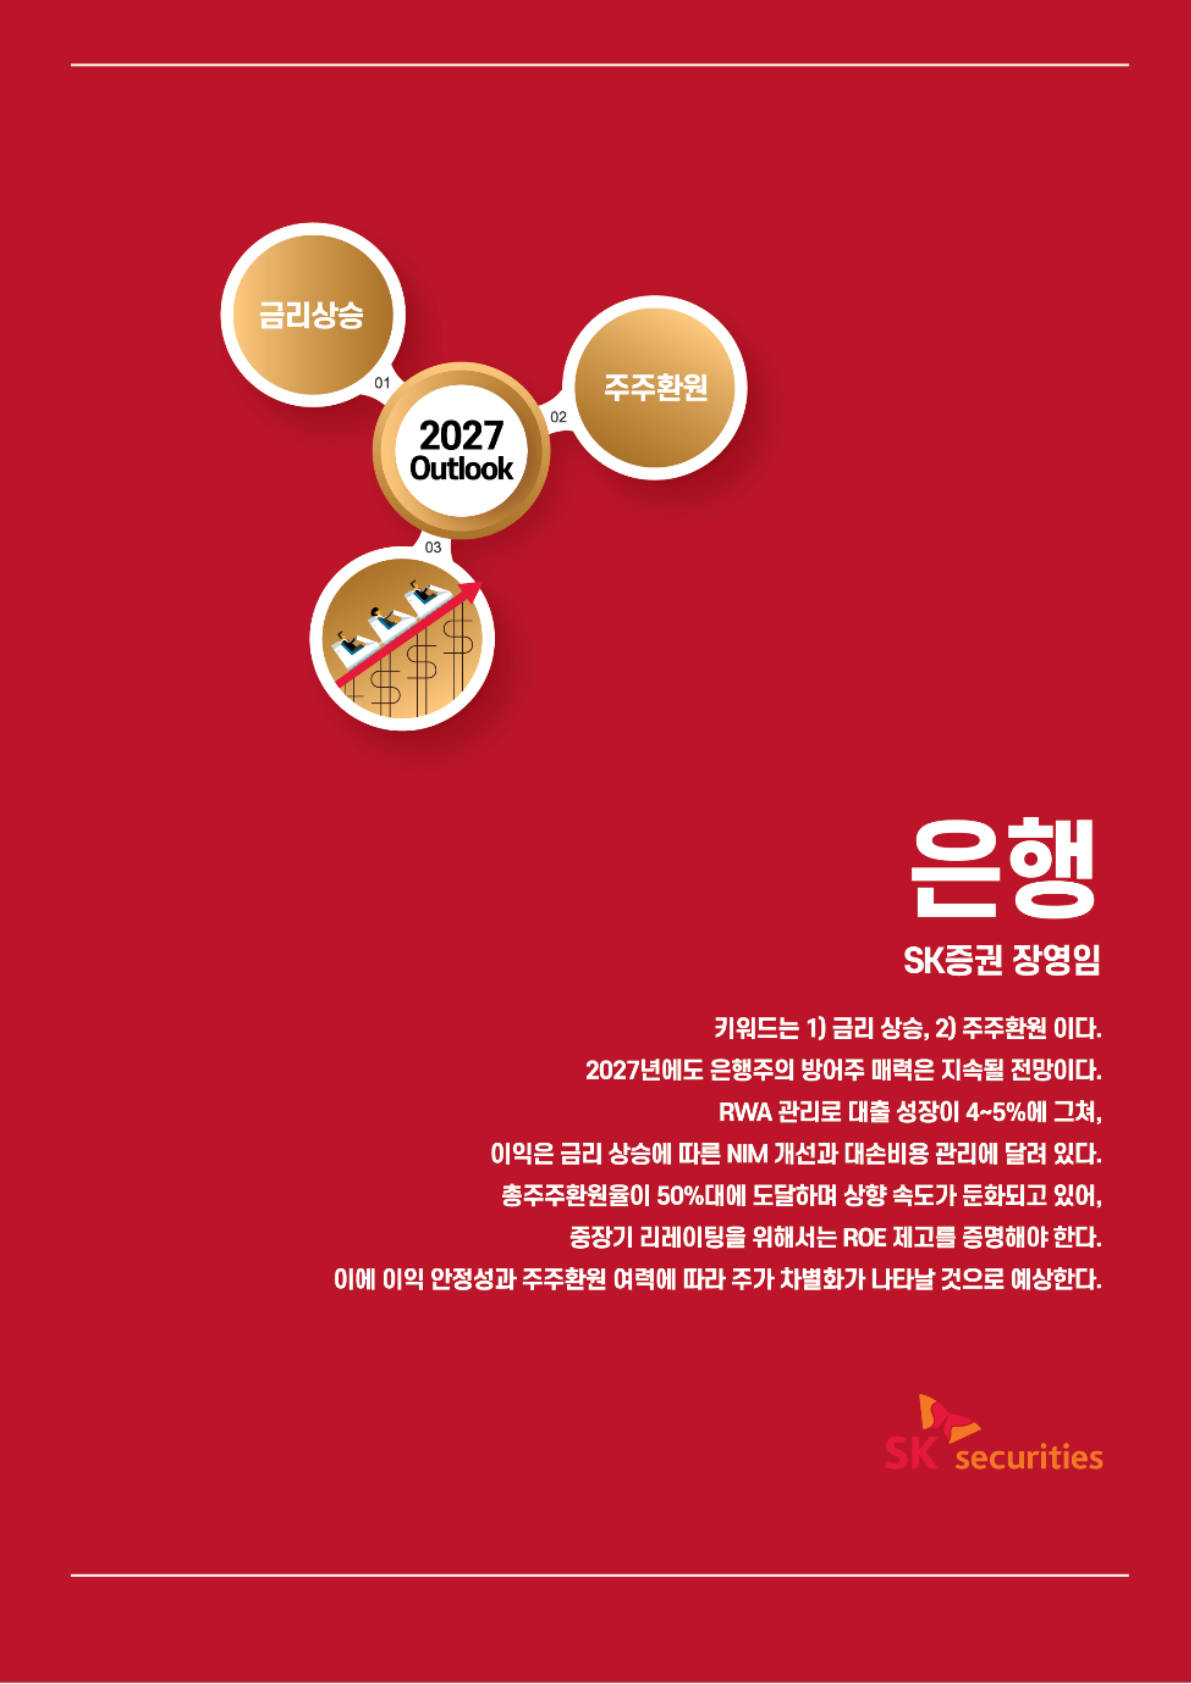 금리상승
01
주주환원
02
2027
Outlook
03
은행
SK증권 장영임
키워드는 1) 금리 상승, 2) 주주환원 이다.
2027년에도 은행주의 방어주 매력은 지속될 전망이다.
RWA 관리로 대출 성장이 4~5%에 그쳐,
이익은 금리 상승에 따른 NIM 개선과 대손비용 관리에 달려 있다.
총주주환원율이 50%대에 도달하며 상향 속도가 둔화되고 있어,
중장기 리레이팅을 위해서는 ROE 제고를 증명해야 한다.
이에 이익 안정성과 주주환원 여력에 따라 주가 차별화가 나타날 것으로 예상한다.
SK securities